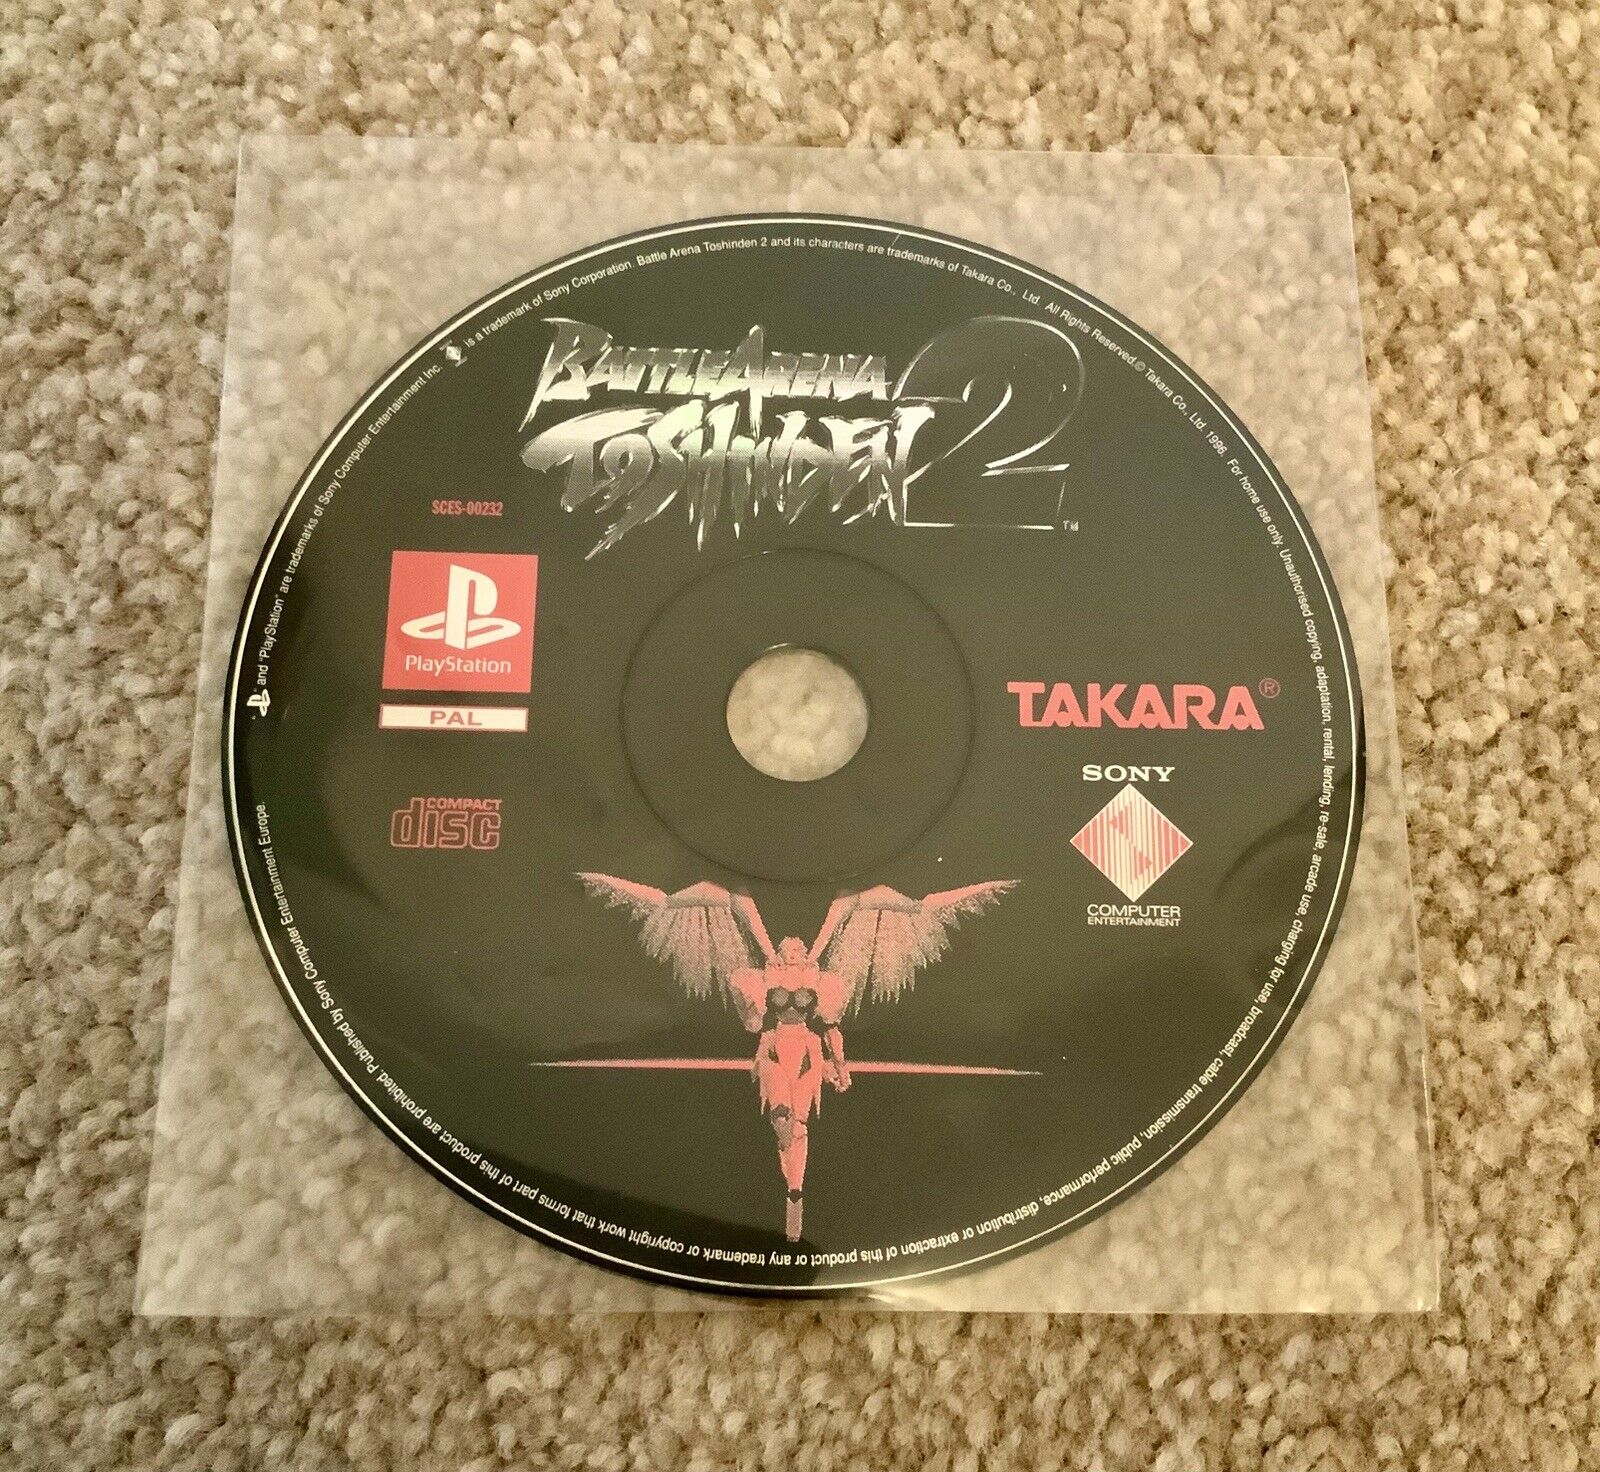 BATTLE ARENA
TOSHINDEN 2 ™
SCES-00232
PlayStation
PAL
COMPACT
disc
TAKARA®
SONY
COMPUTER
ENTERTAINMENT
" " and "PlayStation" are trademarks of Sony Computer Entertainment Inc. is a trademark of Sony Corporation. Battle Arena Toshinden 2 and its characters are trademarks of Takara Co., Ltd. All Rights Reserved © Takara Co., Ltd. 1996. For home use only. Unauthorised copying, adaptation, rental, lending, re-sale, arcade use, charging for use, broadcast, cable transmission, public performance, distribution or extraction of this product or any trademark or copyright work that forms part of this product are prohibited. Published by Sony Computer Entertainment Europe.